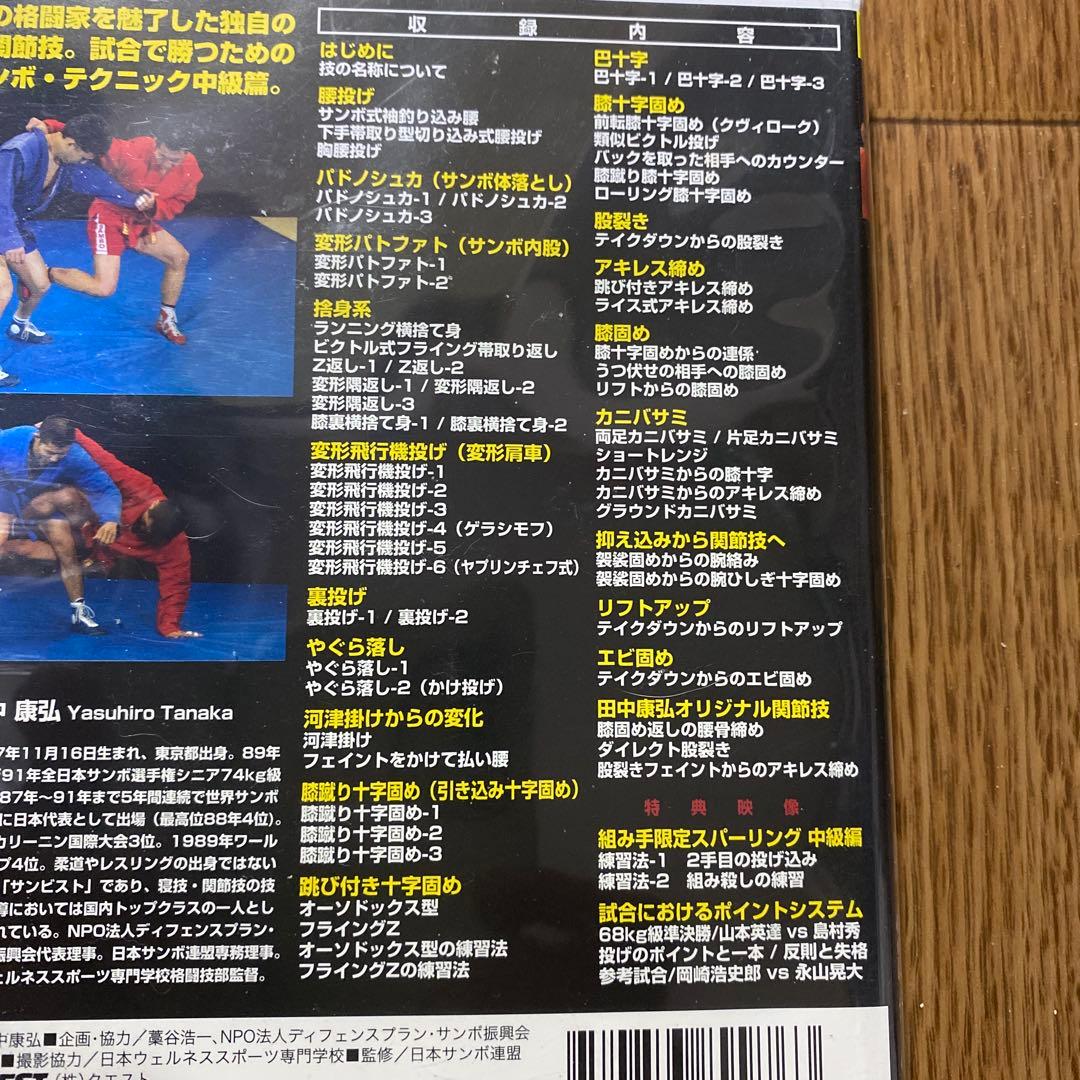 の格闘家を魅了した独自の
関節技。試合で勝つための
ンボ・テクニック中級篇。
収 録 内 容
はじめに
技の名称について
腰投げ
サンボ式袖釣り込み腰
下手帯取り型切り込み式腰投げ
胸腰投げ
パドノシュカ（サンボ体落とし）
パドノシュカ-1 / パドノシュカ-2
パドノシュカ-3
変形パトファト（サンボ内股）
変形パトファト-1
変形パトファト-2
捨身系
ランニング横捨て身
ビクトル式フライング帯取り返し
Z返し-1 / Z返し-2
変形隅返し-1 / 変形隅返し-2
変形隅返し-3
膝裏横捨て身-1 / 膝裏横捨て身-2
変形飛行機投げ（変形肩車）
変形飛行機投げ-1
変形飛行機投げ-2
変形飛行機投げ-3
変形飛行機投げ-4（ゲラシモフ）
変形飛行機投げ-5
変形飛行機投げ-6（ヤプリンチェフ式）
裏投げ
裏投げ-1 / 裏投げ-2
やぐら落し
やぐら落し-1
やぐら落し-2（かけ投げ）
河津掛けからの変化
河津掛け
フェイントをかけて払い腰
膝蹴り十字固め（引き込み十字固め）
膝蹴り十字固め-1
膝蹴り十字固め-2
膝蹴り十字固め-3
跳び付き十字固め
オーソドックス型
フライングZ
オーソドックス型の練習法
フライングZの練習法
巴十字
巴十字-1 / 巴十字-2 / 巴十字-3
膝十字固め
前転膝十字固め（クヴィローク）
類似ビクトル投げ
バックを取った相手へのカウンター
膝蹴り膝十字固め
ローリング膝十字固め
股裂き
テイクダウンからの股裂き
アキレス締め
跳び付きアキレス締め
ライス式アキレス締め
膝固め
膝十字固めからの連係
うつ伏せの相手への膝固め
リフトからの膝固め
カニバサミ
両足カニバサミ / 片足カニバサミ
ショートレンジ
カニバサミからの膝十字
カニバサミからのアキレス締め
グラウンドカニバサミ
抑え込みから関節技へ
袈裟固めからの腕絡み
袈裟固めからの腕ひしぎ十字固め
リフトアップ
テイクダウンからのリフトアップ
エビ固め
テイクダウンからのエビ固め
田中康弘オリジナル関節技
膝固め返しの腰骨締め
ダイレクト股裂き
股裂きフェイントからのアキレス締め
特 典 映 像
組み手限定スパーリング 中級編
練習法-1 2手目の投げ込み
練習法-2 組み殺しの練習
試合におけるポイントシステム
68kg級準決勝/山本英達 vs 島村秀
投げのポイントと一本 / 反則と失格
参考試合/岡崎浩史郎 vs 永山晃大
中 康弘 Yasuhiro Tanaka
7年11月16日生まれ、東京都出身。89年
91年全日本サンボ選手権シニア74kg級
87年〜91年まで5年間連続で世界サンボ
に日本代表として出場（最高位88年4位）。
カリーニン国際大会3位。1989年ワール
プ4位。柔道やレスリングの出身ではない
「サンビスト」であり、寝技・関節技の技
導においては国内トップクラスの一人とし
れている。NPO法人ディフェンスプラン・
振興会代表理事。日本サンボ連盟専務理事。
ェルネススポーツ専門学校格闘技部監督。
中康弘■企画・協力／藁谷浩一、NPO法人ディフェンスプラン・サンボ振興会
■撮影協力／日本ウェルネススポーツ専門学校■監修／日本サンボ連盟
（株）クエスト